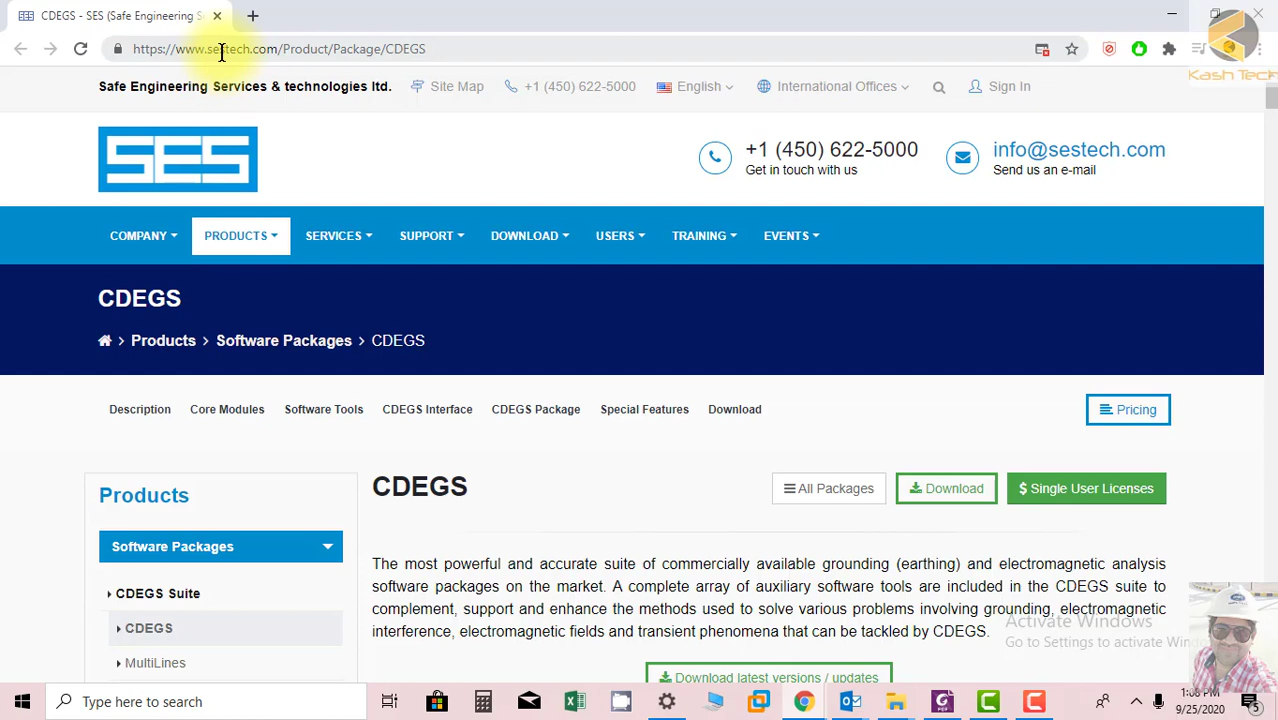 CDEGS - SES (Safe Engineering S
https://www.sestech.com/Product/Package/CDEGS
Kash Tech
Safe Engineering Services & technologies ltd.
Site Map
+1 (450) 622-5000
English
International Offices
Sign In
SES
+1 (450) 622-5000
Get in touch with us
info@sestech.com
Send us an e-mail
COMPANY
PRODUCTS
SERVICES
SUPPORT
DOWNLOAD
USERS
TRAINING
EVENTS
CDEGS
Products > Software Packages > CDEGS
Description
Core Modules
Software Tools
CDEGS Interface
CDEGS Package
Special Features
Download
Pricing
Products
CDEGS
All Packages
Download
$ Single User Licenses
Software Packages
The most powerful and accurate suite of commercially available grounding (earthing) and electromagnetic analysis
software packages on the market. A complete array of auxiliary software tools are included in the CDEGS suite to
complement, support and enhance the methods used to solve various problems involving grounding, electromagnetic
interference, electromagnetic fields and transient phenomena that can be tackled by CDEGS.
CDEGS Suite
CDEGS
MultiLines
Activate Windows
Go to Settings to activate Wind
Download latest versions / updates
Type here to search
1:08 PM
9/25/2020
5